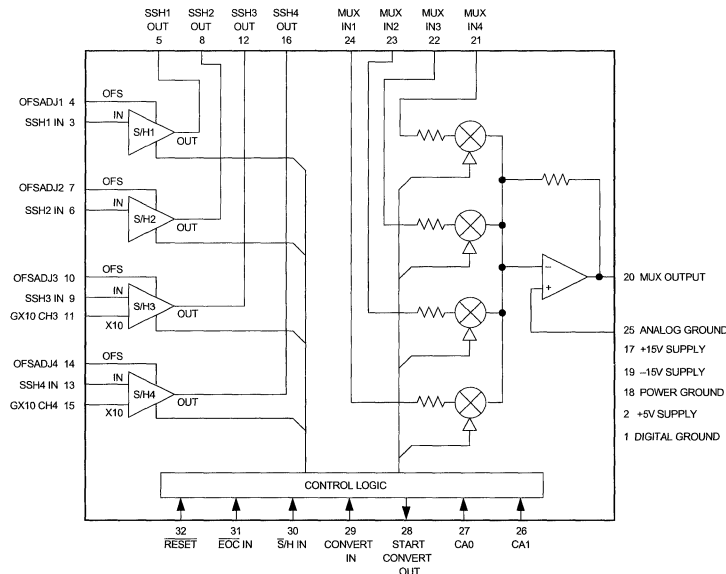 SSH1 OUT 5
SSH2 OUT 8
SSH3 OUT 12
SSH4 OUT 16
MUX IN1 24
MUX IN2 23
MUX IN3 22
MUX IN4 21
OFSADJ1 4
OFS
SSH1 IN 3
IN
S/H1
OUT
OFSADJ2 7
OFS
SSH2 IN 6
IN
S/H2
OUT
OFSADJ3 10
OFS
SSH3 IN 9
IN
GX10 CH3 11
X10
S/H3
OUT
OFSADJ4 14
OFS
SSH4 IN 13
IN
GX10 CH4 15
X10
S/H4
OUT
−
+
20 MUX OUTPUT
25 ANALOG GROUND
17 +15V SUPPLY
19 –15V SUPPLY
18 POWER GROUND
2 +5V SUPPLY
1 DIGITAL GROUND
CONTROL LOGIC
32 R̅E̅S̅E̅T̅
31 E̅O̅C̅ IN
30 S̅/H IN
29 CONVERT IN
28 START CONVERT OUT
27 CA0
26 CA1